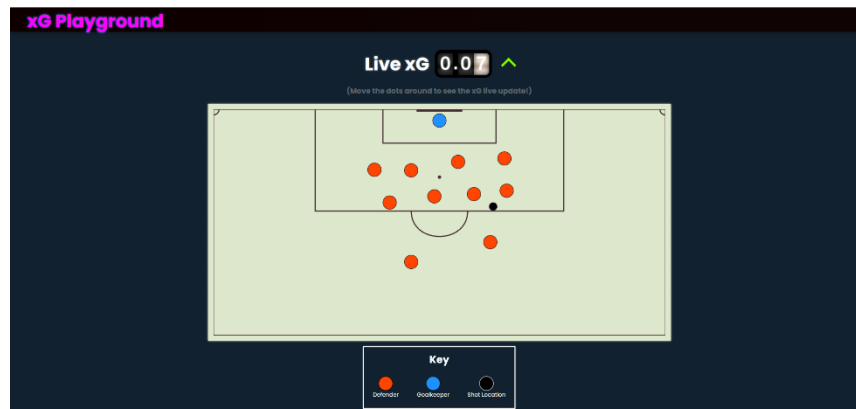 xG Playground
Live xG 0.07
(Move the dots around to see the xG live update!)
Key
Defender Goalkeeper Shot Location